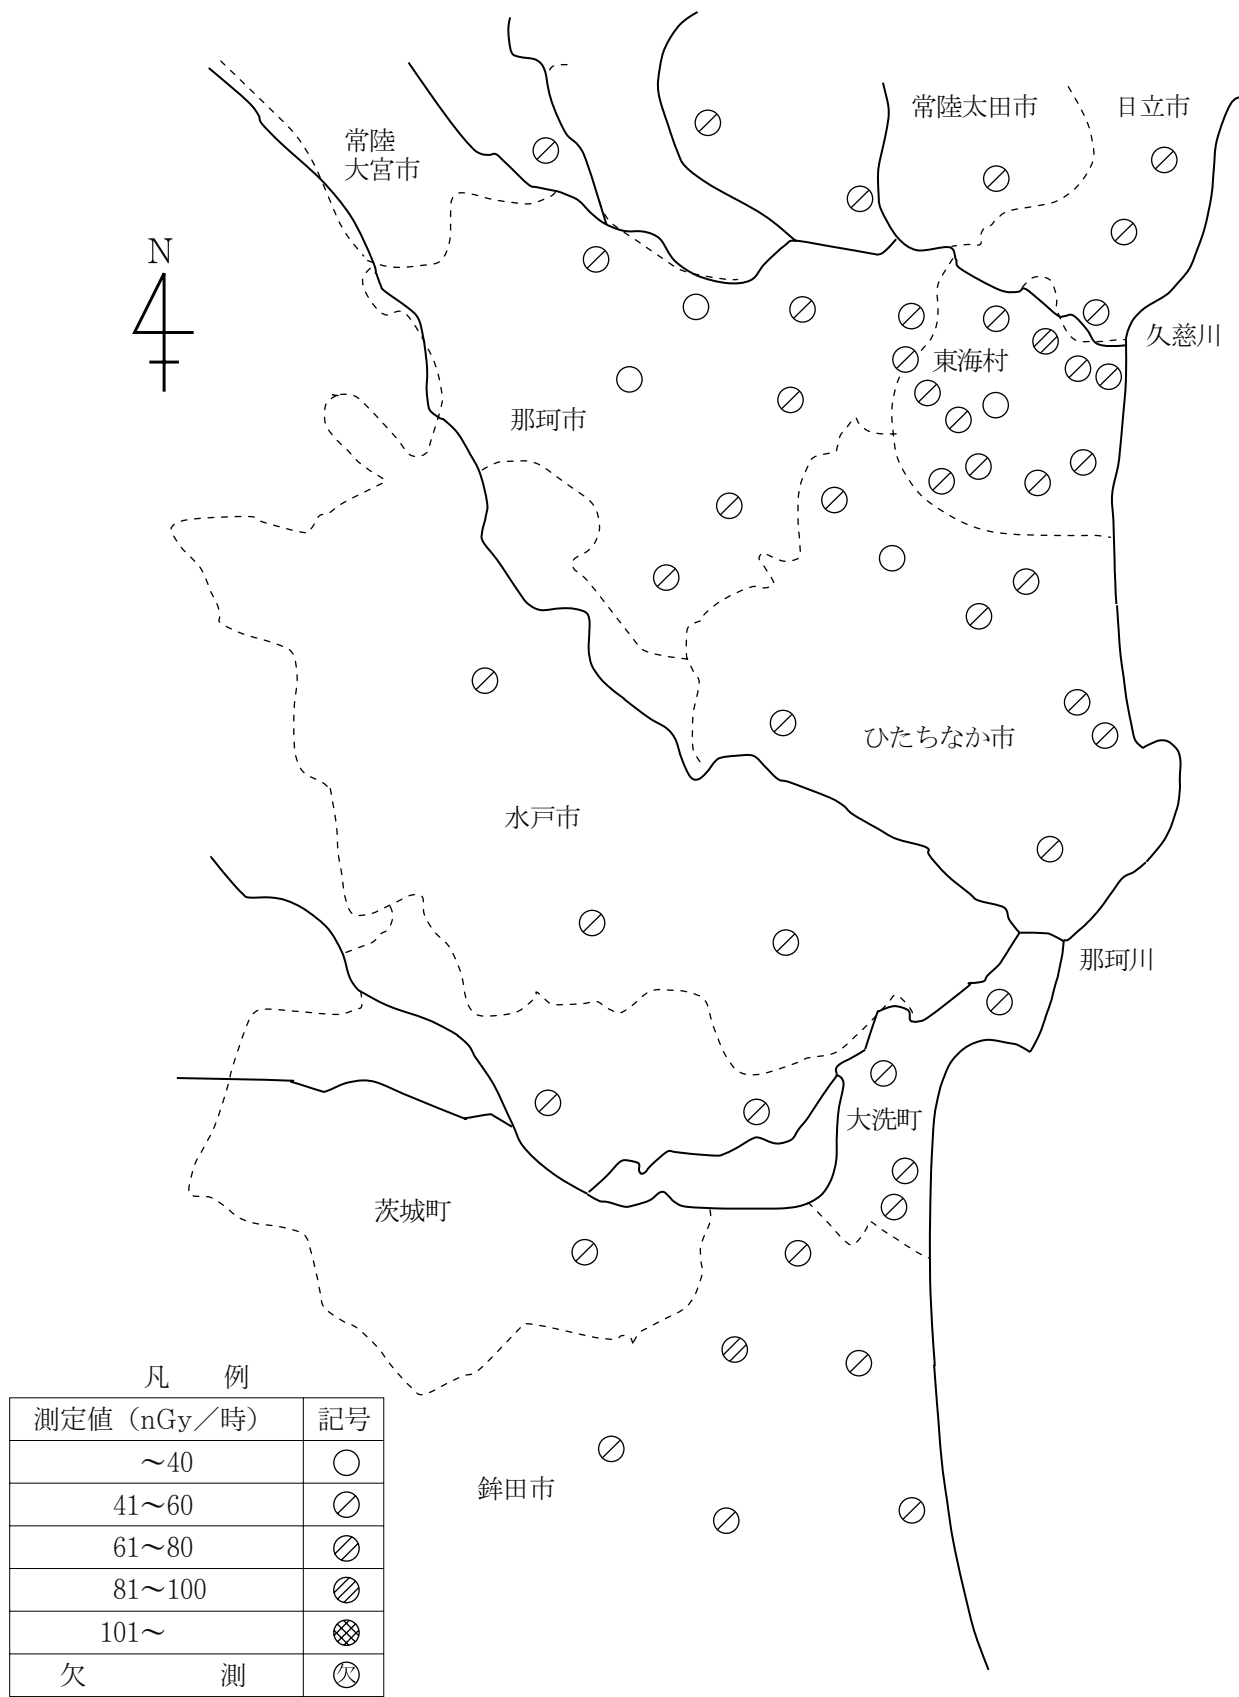 常陸太田市
日立市
常陸
大宮市
N
久慈川
東海村
那珂市
ひたちなか市
水戸市
那珂川
大洗町
茨城町
鉾田市
凡 例
測定値（nGy／時） 記号
～40
41～60
61～80
81～100
101～
欠 測 欠